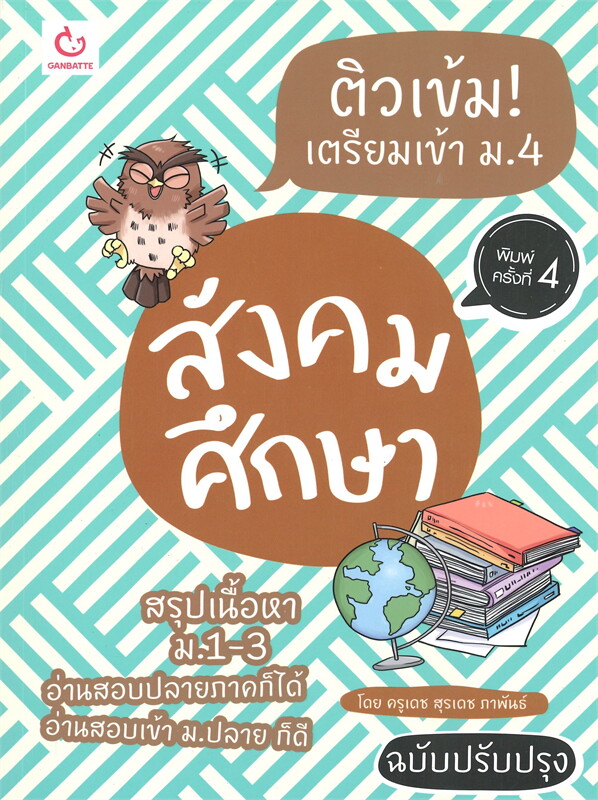 GANBATTE
ติวเข้ม!
เตรียมเข้า ม.4
พิมพ์
ครั้งที่ 4
สังคม
ศึกษา
สรุปเนื้อหา
ม.1-3
อ่านสอบปลายภาคก็ได้
อ่านสอบเข้า ม.ปลาย ก็ดี
โดย ครูเดช สุรเดช ภาพันธ์
ฉบับปรับปรุง